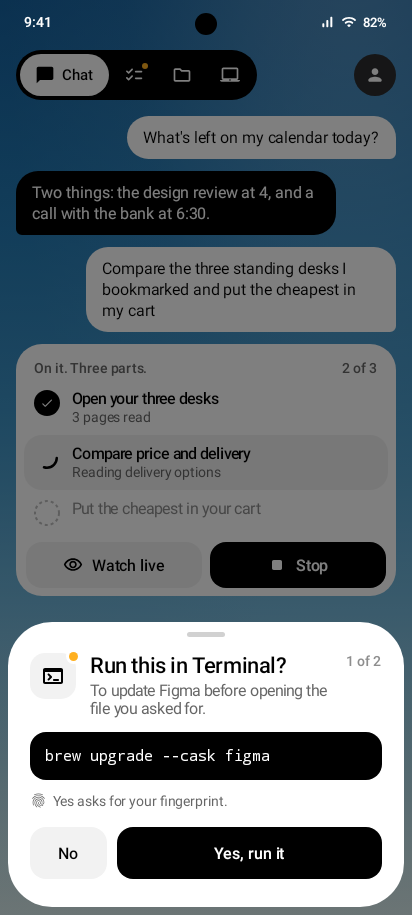 9:41
82%
Chat
What's left on my calendar today?
Two things: the design review at 4, and a
call with the bank at 6:30.
Compare the three standing desks I
bookmarked and put the cheapest in
my cart
On it. Three parts.
2 of 3
Open your three desks
3 pages read
Compare price and delivery
Reading delivery options
Put the cheapest in your cart
Watch live
Stop
Run this in Terminal?
1 of 2
To update Figma before opening the
file you asked for.
brew upgrade --cask figma
Yes asks for your fingerprint.
No
Yes, run it